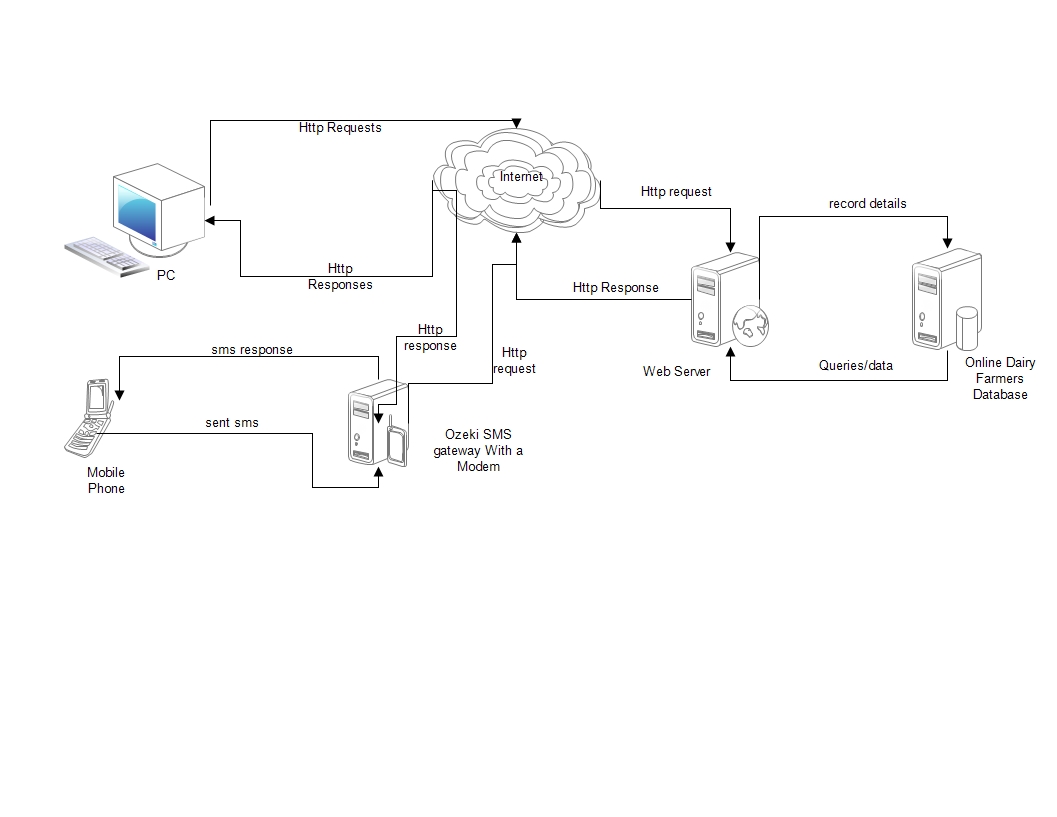 Http Requests
Internet
Http request
record details
PC
Http
Responses
Http Response
Http
response
sms response
Http
request
Web Server
Queries/data
Online Dairy
Farmers
Database
sent sms
Ozeki SMS
gateway With a
Modem
Mobile
Phone